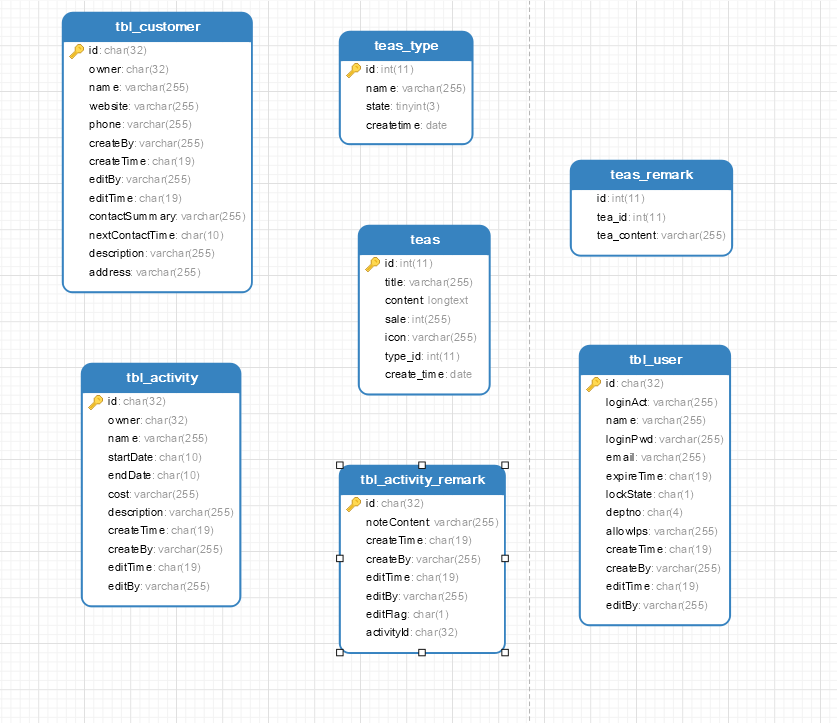 tbl_customer
id: char(32)
owner: char(32)
name: varchar(255)
website: varchar(255)
phone: varchar(255)
createBy: varchar(255)
createTime: char(19)
editBy: varchar(255)
editTime: char(19)
contactSummary: varchar(255)
nextContactTime: char(10)
description: varchar(255)
address: varchar(255)
teas_type
id: int(11)
name: varchar(255)
state: tinyint(3)
createtime: date
teas_remark
id: int(11)
tea_id: int(11)
tea_content: varchar(255)
teas
id: int(11)
title: varchar(255)
content: longtext
sale: int(255)
icon: varchar(255)
type_id: int(11)
create_time: date
tbl_activity
id: char(32)
owner: char(32)
name: varchar(255)
startDate: char(10)
endDate: char(10)
cost: varchar(255)
description: varchar(255)
createTime: char(19)
createBy: varchar(255)
editTime: char(19)
editBy: varchar(255)
tbl_activity_remark
id: char(32)
noteContent: varchar(255)
createTime: char(19)
createBy: varchar(255)
editTime: char(19)
editBy: varchar(255)
editFlag: char(1)
activityId: char(32)
tbl_user
id: char(32)
loginAct: varchar(255)
name: varchar(255)
loginPwd: varchar(255)
email: varchar(255)
expireTime: char(19)
lockState: char(1)
deptno: char(4)
allowIps: varchar(255)
createTime: char(19)
createBy: varchar(255)
editTime: char(19)
editBy: varchar(255)